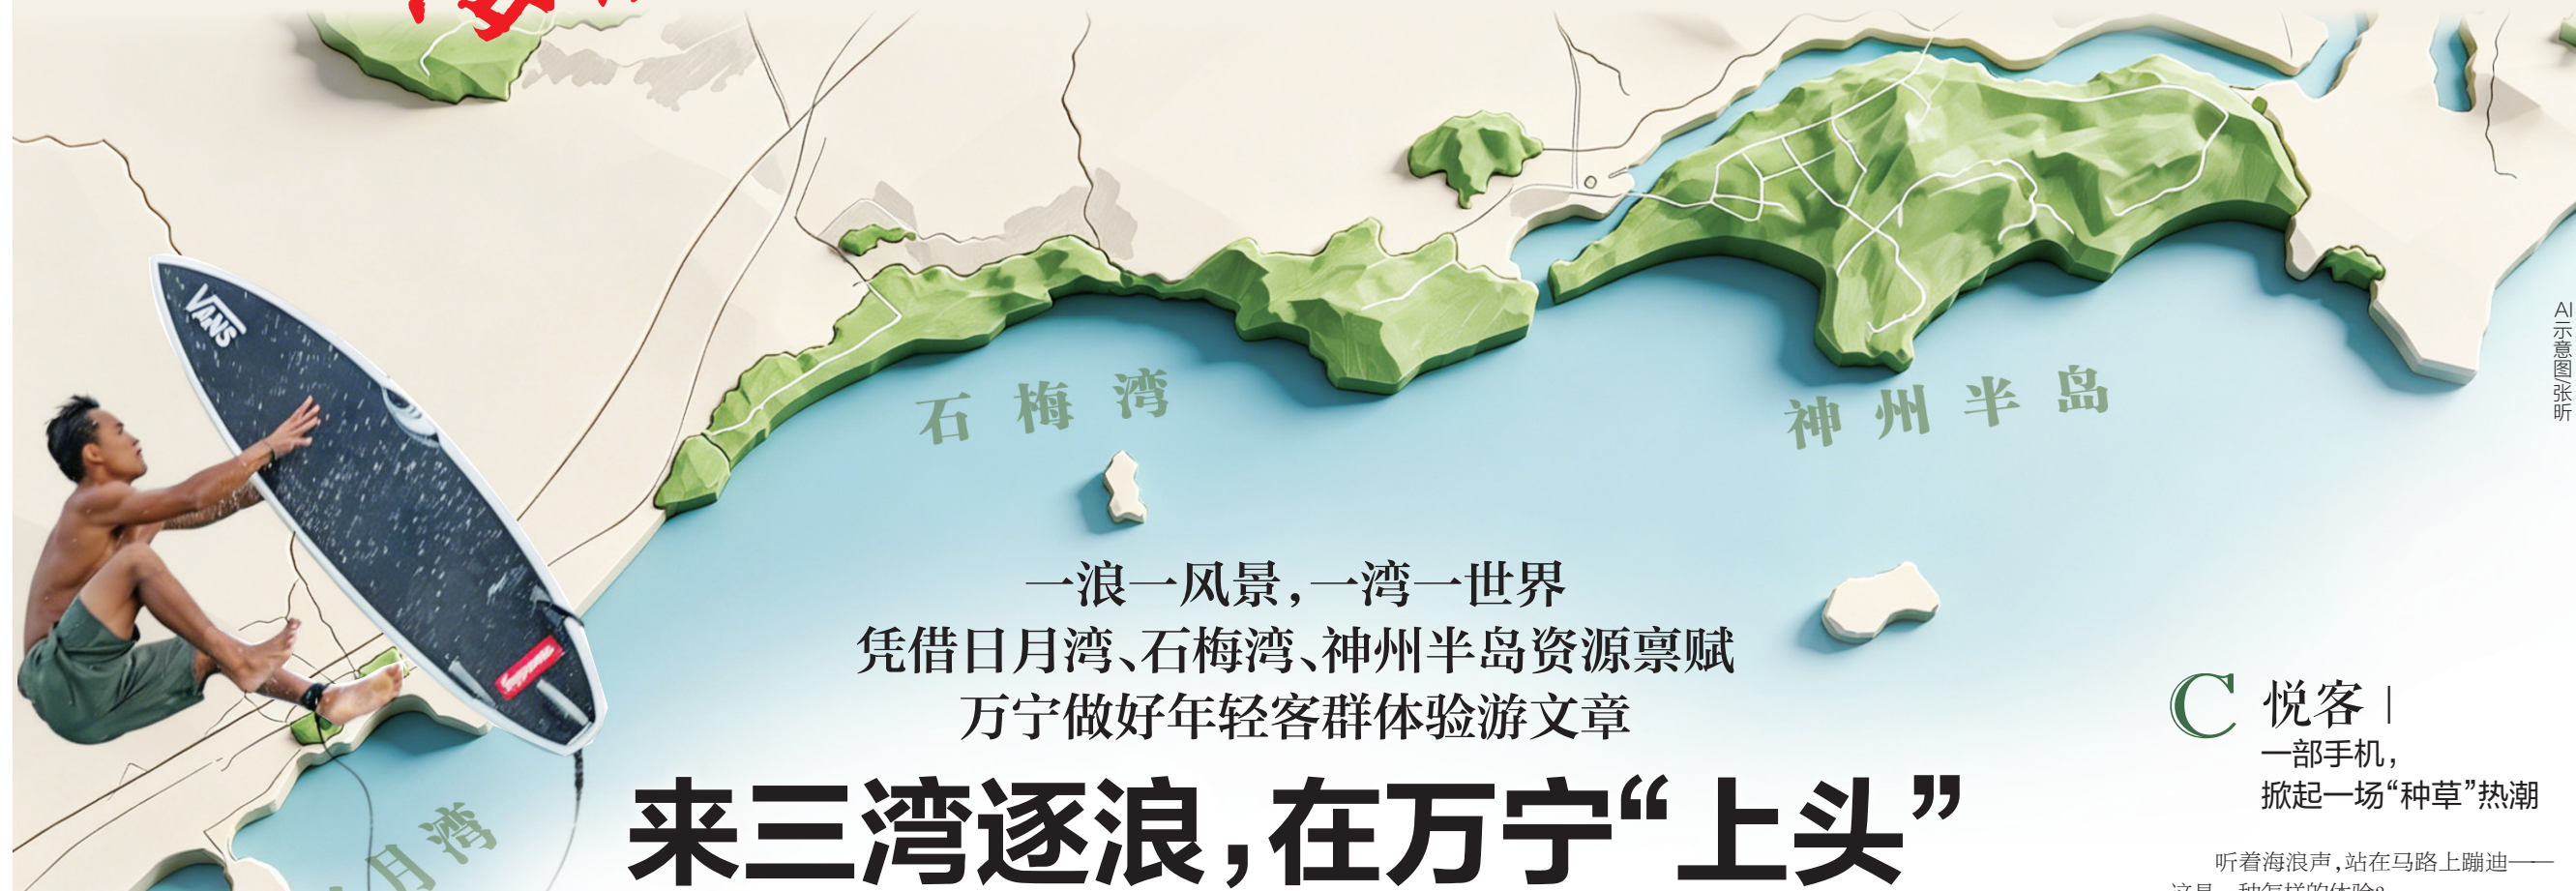 VANS
Supreme
石梅湾
神州半岛
月湾
AI示意图/张昕
一浪一风景，一湾一世界
凭借日月湾、石梅湾、神州半岛资源禀赋
万宁做好年轻客群体验游文章
来三湾逐浪，在万宁“上头”
C 悦客
一部手机，
掀起一场“种草”热潮
听着海浪声，站在马路上蹦迪——